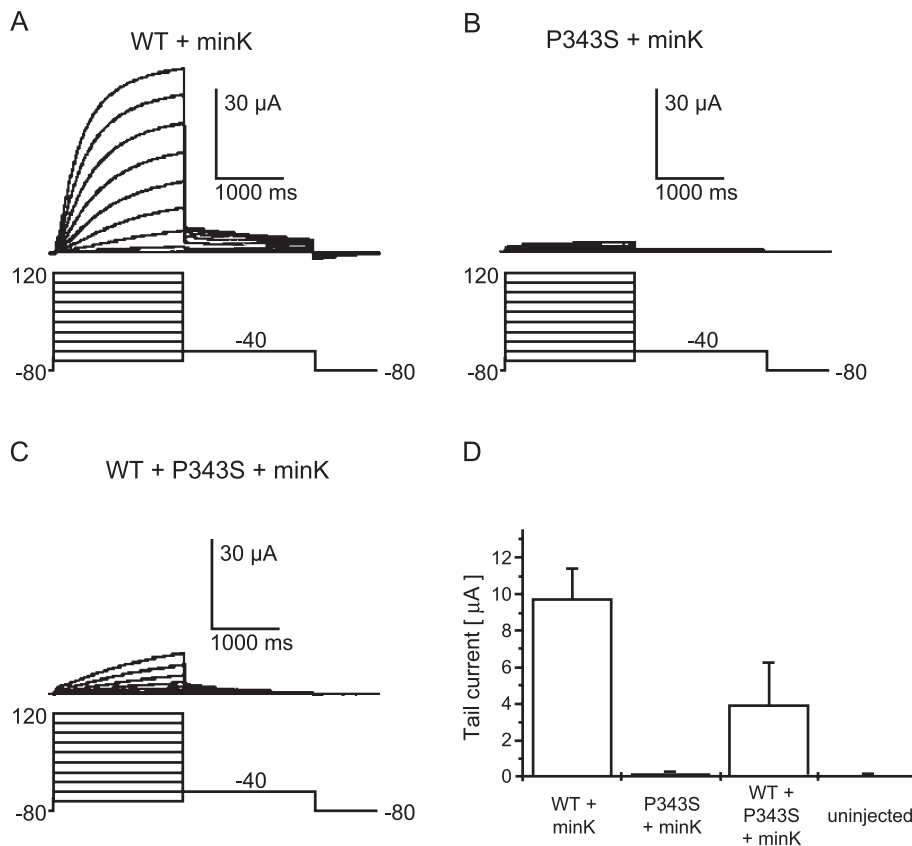 A
WT + minK
30 µA
1000 ms
120
-40
-80
-80
B
P343S + minK
30 µA
1000 ms
120
-40
-80
-80
C
WT + P343S + minK
30 µA
1000 ms
120
-40
-80
-80
D
Tail current [ µA ]
12
10
8
6
4
2
0
WT +
minK
P343S
+ minK
WT +
P343S
+ minK
uninjected